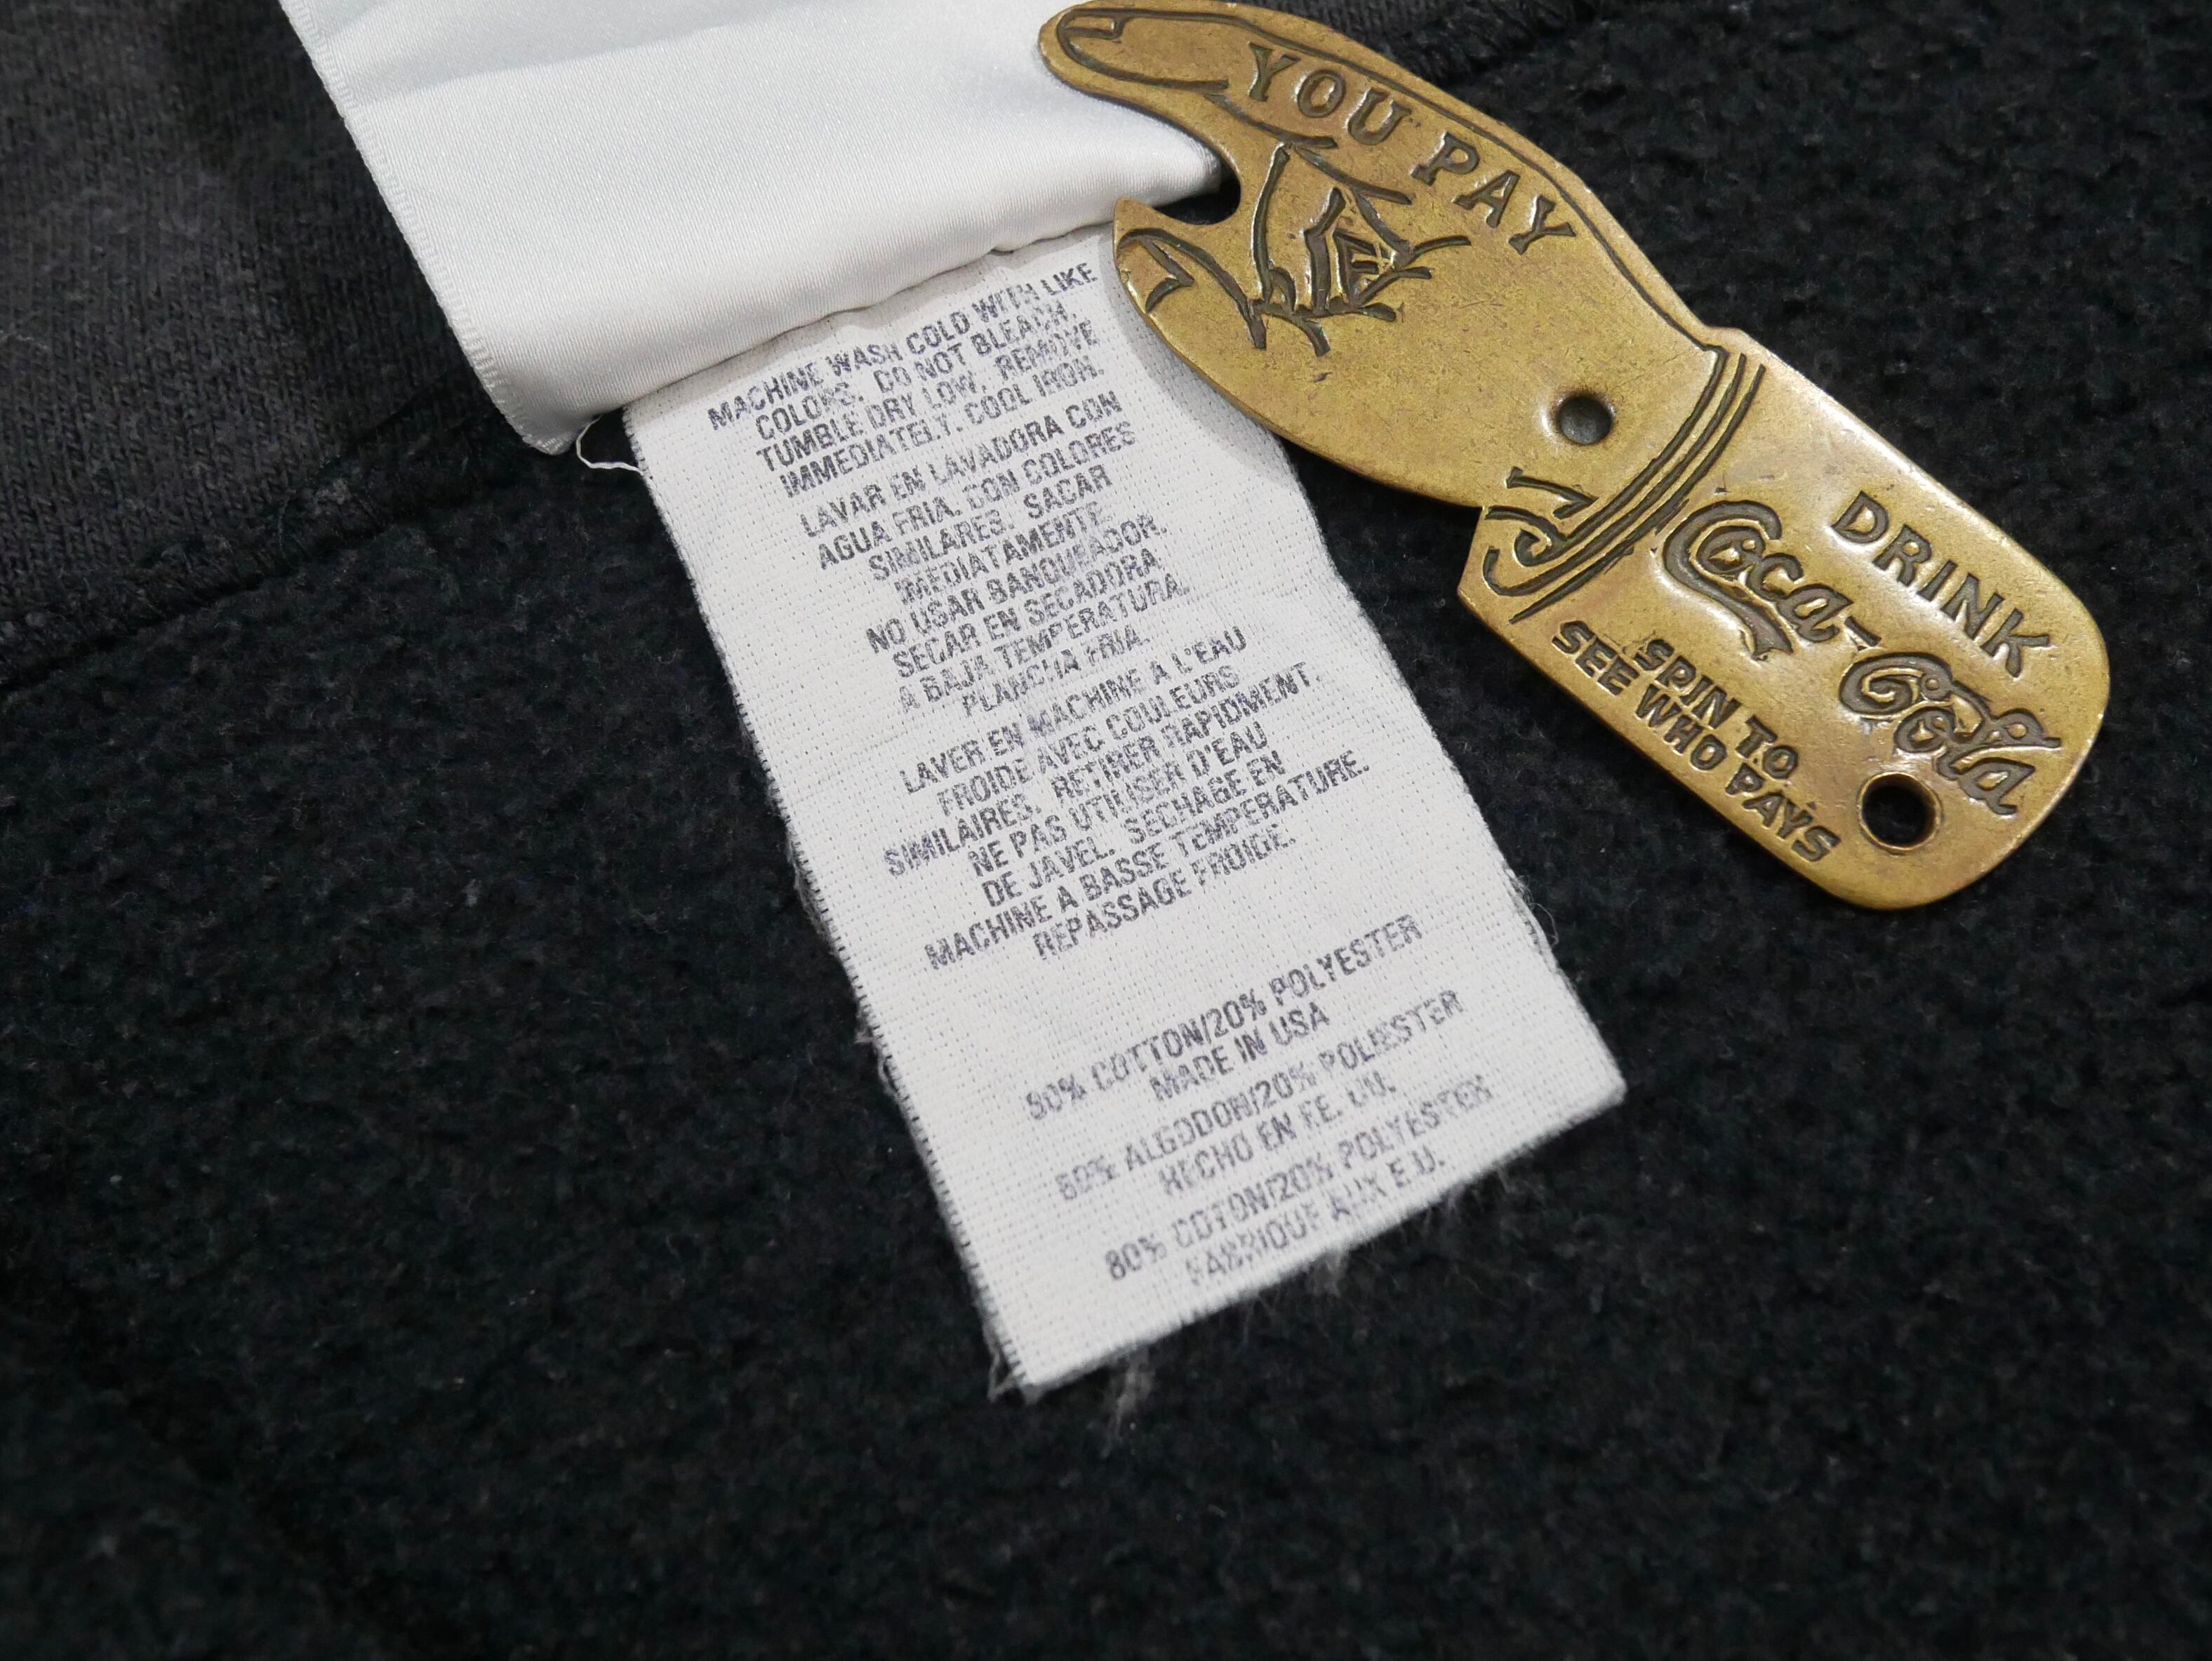 YOU PAY
DRINK
Coca-Cola
SPIN TO
SEE WHO PAYS
MACHINE WASH COLD WITH LIKE
COLORS. DO NOT BLEACH.
TUMBLE DRY LOW. REMOVE
IMMEDIATELY. COOL IRON.
LAVAR EN LAVADORA CON
AGUA FRIA. CON COLORES
SIMILARES. SACAR
IMEDIATAMENTE
NO USAR BANQUEADOR.
SECAR EN SECADORA
A BAJA TEMPERATURA.
PLANCHA FRIA.
LAVER EN MACHINE A L'EAU
FROIDE AVEC COULEURS
SIMILAIRES. RETINER RAPIDMENT.
NE PAS UTILISER D'EAU
DE JAVEL. SECHAGE EN
MACHINE A BASSE TEMPERATURE.
REPASSAGE FROIDE.
80% COTTON/20% POLYESTER
MADE IN USA
80% ALGODON/20% POLIESTER
HECHO EN EE. UU.
80% COTON/20% POLYESTER
FABRIQUE AUX E.U.